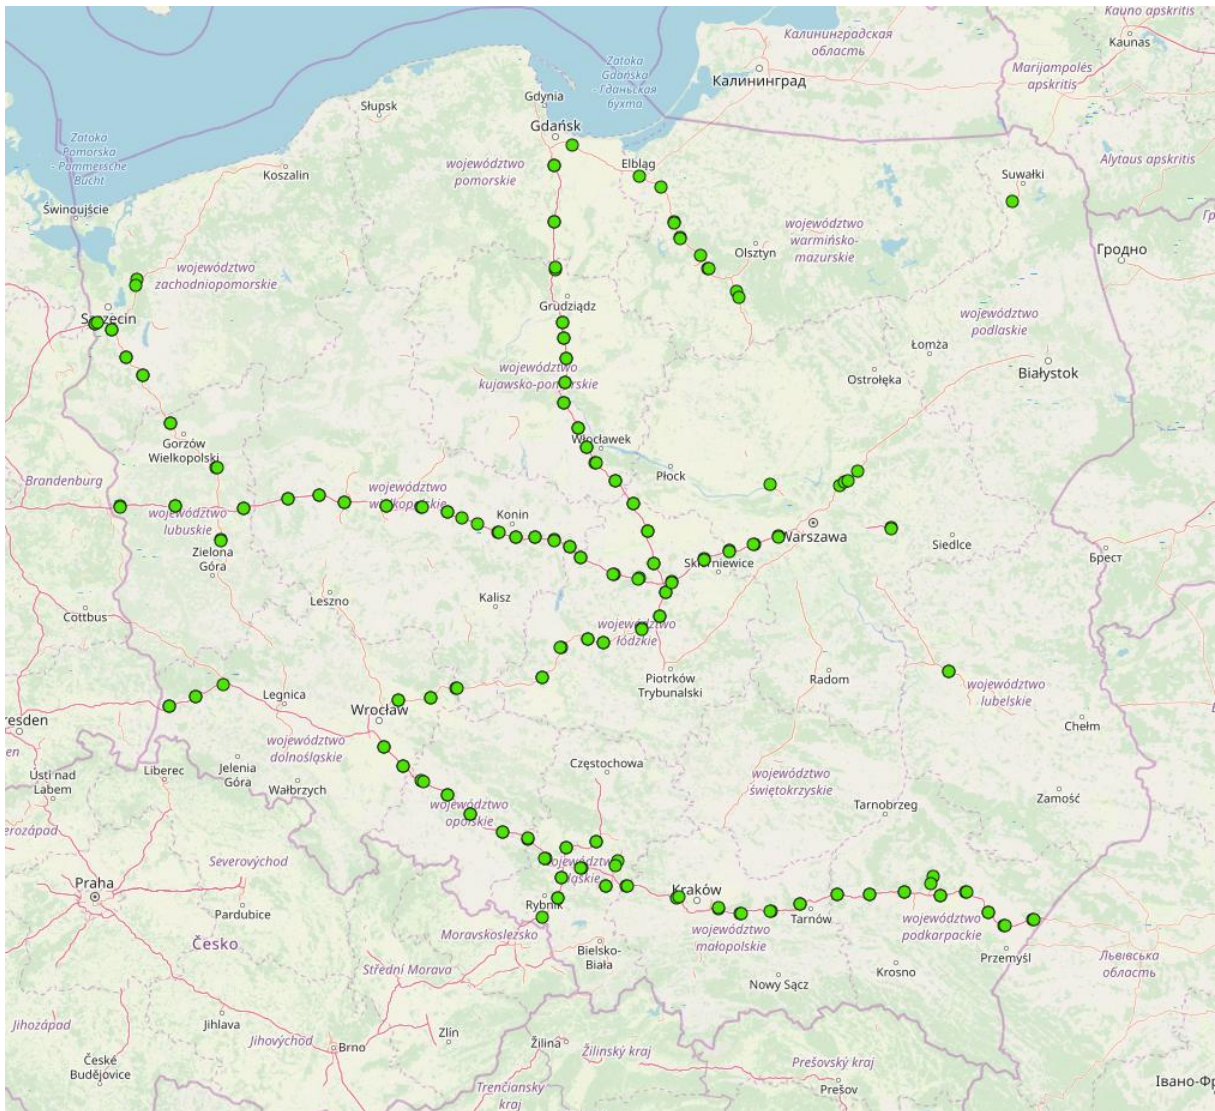 Kauno apskritis
Kaunas
Калининградская
область
Zatoka
Gdańska
- Гданьская
бухта
Marijampolės
apskritis
Калининград
Gdynia
Słupsk
Gdańsk
Zatoka
Pomorska
- Pommersche
Bucht
Elbląg
Alytaus apskritis
województwo
pomorskie
Koszalin
Suwałki
Świnoujście
województwo
warmińsko-
mazurskie
Olsztyn
Гродно
województwo
zachodniopomorskie
Grudziądz
Szczecin
województwo
podlaskie
Łomża
Białystok
województwo
kujawsko-pomorskie
Ostrołęka
Gorzów
Wielkopolski
Włocławek
Płock
Brandenburg
województwo
wielkopolskie
Konin
województwo
lubuskie
Warszawa
Siedlce
Брест
Zielona
Góra
Skierniewice
Leszno
Kalisz
Cottbus
województwo
łódzkie
Piotrków
Trybunalski
Radom
województwo
lubelskie
Legnica
Wrocław
Chełm
województwo
dolnośląskie
Liberec
Jelenia
Góra
Wałbrzych
Ústí nad
Labem
Częstochowa
województwo
świętokrzyskie
województwo
opolskie
Tarnobrzeg
Zamość
Severovýchod
województwo
śląskie
Praha
Kraków
Rybnik
Pardubice
Tarnów
województwo
podkarpackie
Moravskoslezsko
województwo
małopolskie
Česko
Bielsko-
Biała
Przemyśl
Львівська
область
Střední Morava
Krosno
Nowy Sącz
Jihozápad
Jihlava
Jihovýchod
Zlín
Brno
Žilina
Žilinský kraj
České
Budějovice
Prešovský kraj
Trenčiansky
kraj
Prešov